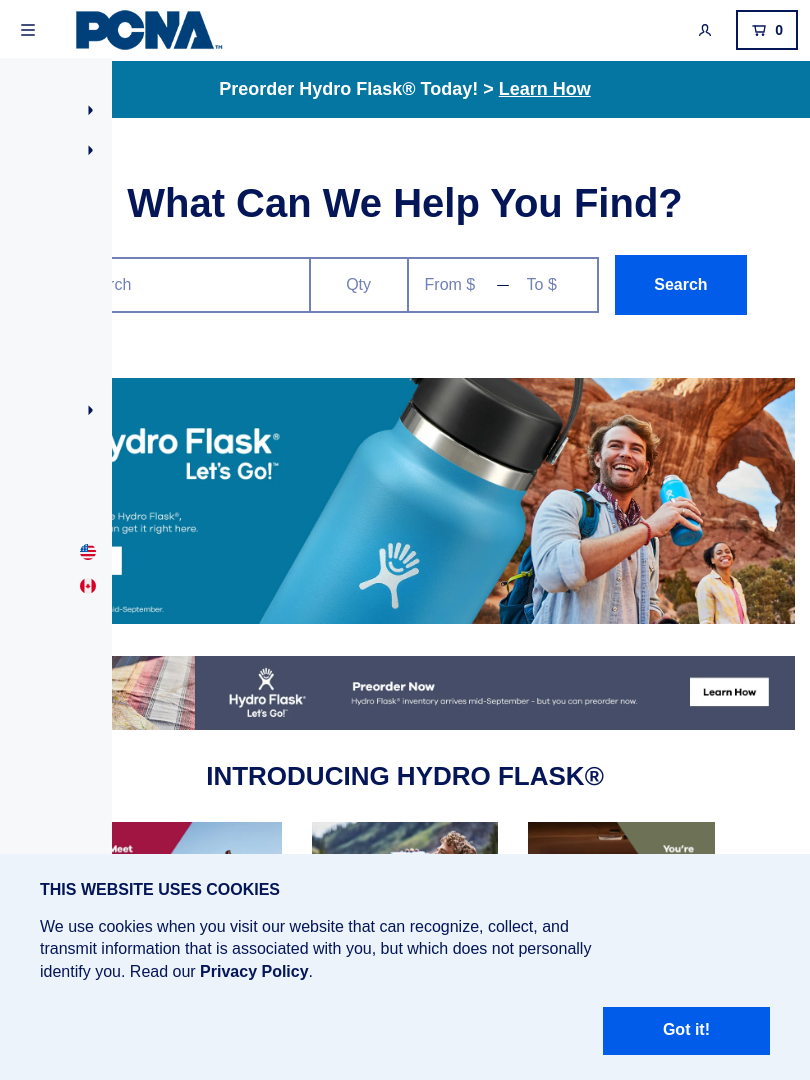 PCNA™
0
Preorder Hydro Flask® Today! > Learn How
What Can We Help You Find?
Qty
From $
To $
Search
Hydro Flask®
Let's Go!™
Hydro Flask®,
can get it right here.
mid-September.
Hydro Flask®
Let's Go!™
Preorder Now
Hydro Flask® inventory arrives mid-September - but you can preorder now.
Learn How
INTRODUCING HYDRO FLASK®
Meet
You're
THIS WEBSITE USES COOKIES
We use cookies when you visit our website that can recognize, collect, and
transmit information that is associated with you, but which does not personally
identify you. Read our Privacy Policy.
Got it!